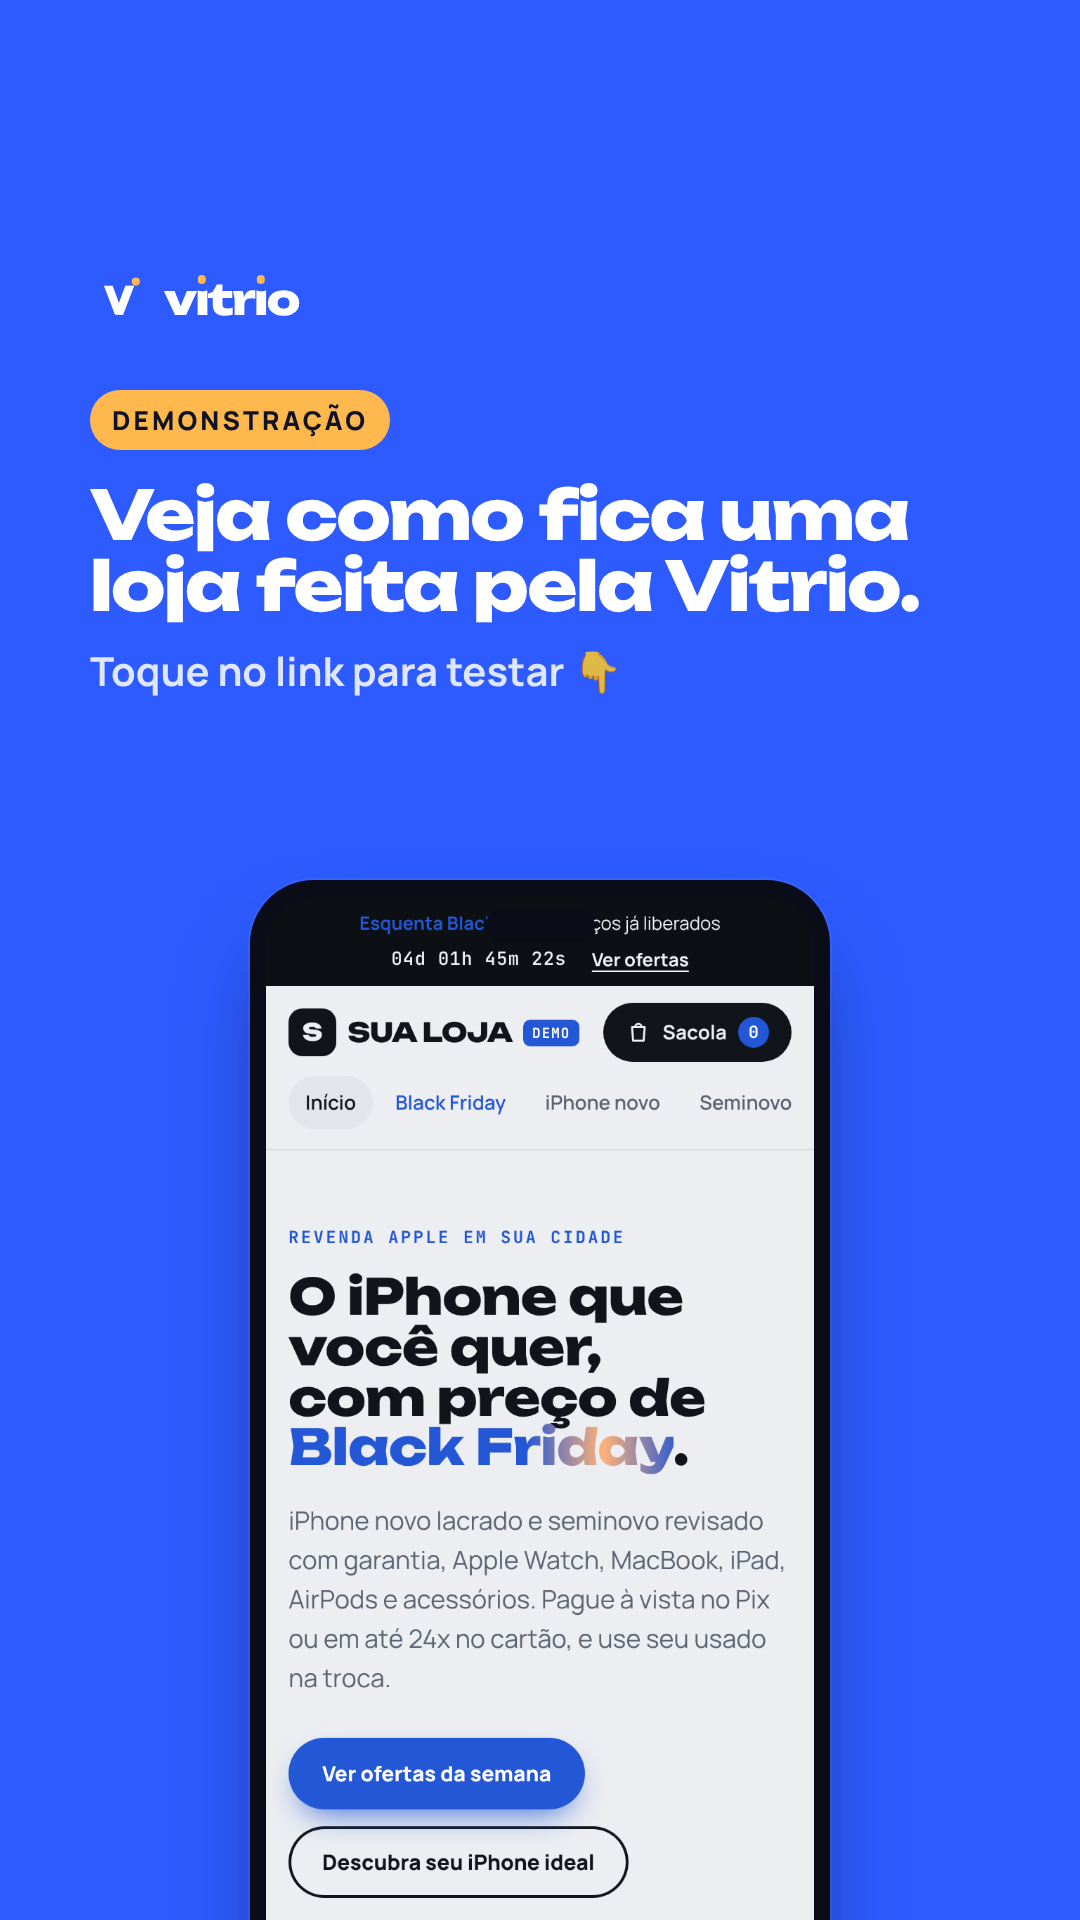 v vitrio
DEMONSTRAÇÃO
Veja como fica uma
loja feita pela Vitrio.
Toque no link para testar 👇
Esquenta já liberados
04d 01h 45m 22s Ver ofertas
S SUA LOJA DEMO Sacola 0
Início Black Friday iPhone novo Seminovo
REVENDA APPLE EM SUA CIDADE
O iPhone que
você quer,
com preço de
Black Friday.
iPhone novo lacrado e seminovo revisado
com garantia, Apple Watch, MacBook, iPad,
AirPods e acessórios. Pague à vista no Pix
ou em até 24x no cartão, e use seu usado
na troca.
Ver ofertas da semana
Descubra seu iPhone ideal